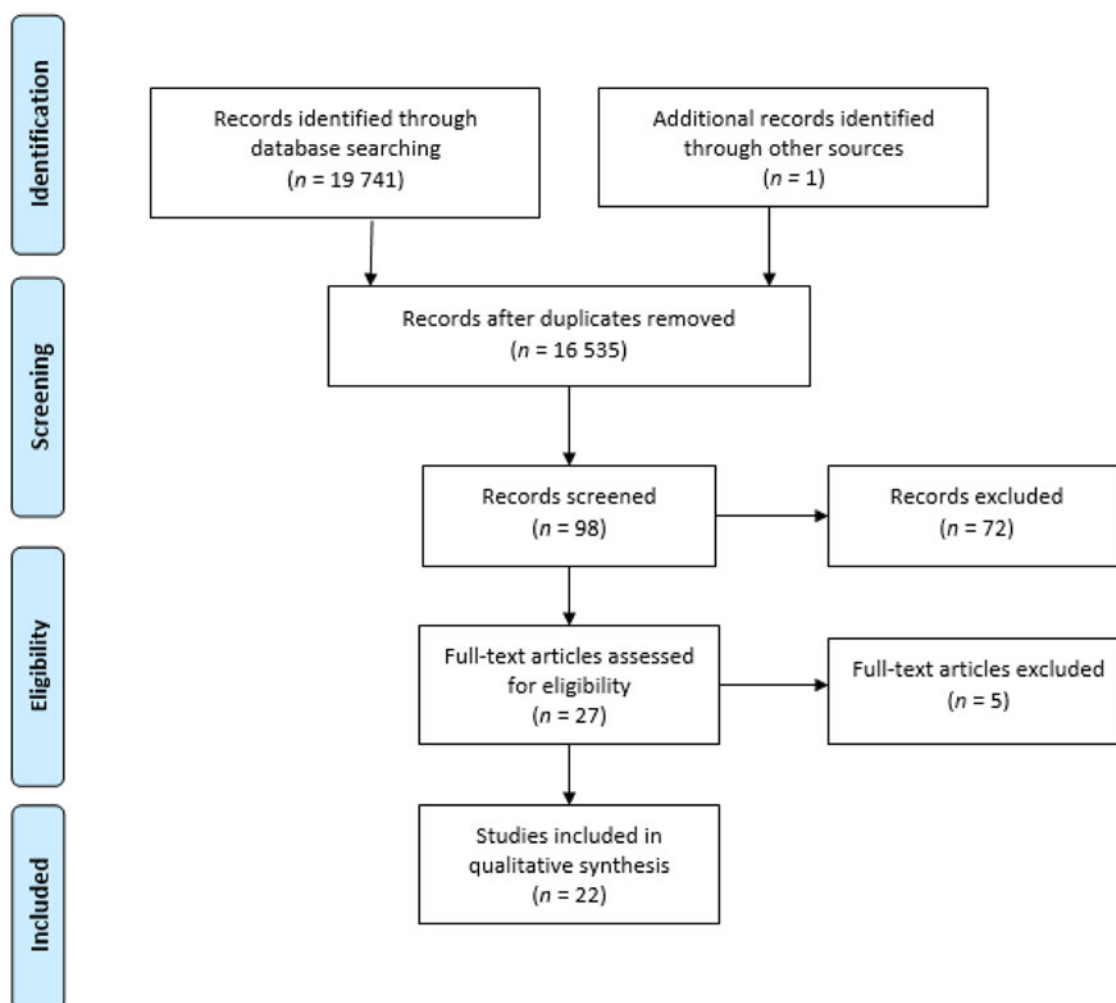 Identification
Records identified through
database searching
(n = 19 741)
Additional records identified
through other sources
(n = 1)
Screening
Records after duplicates removed
(n = 16 535)
Records screened
(n = 98)
Records excluded
(n = 72)
Eligibility
Full-text articles assessed
for eligibility
(n = 27)
Full-text articles excluded
(n = 5)
Included
Studies included in
qualitative synthesis
(n = 22)